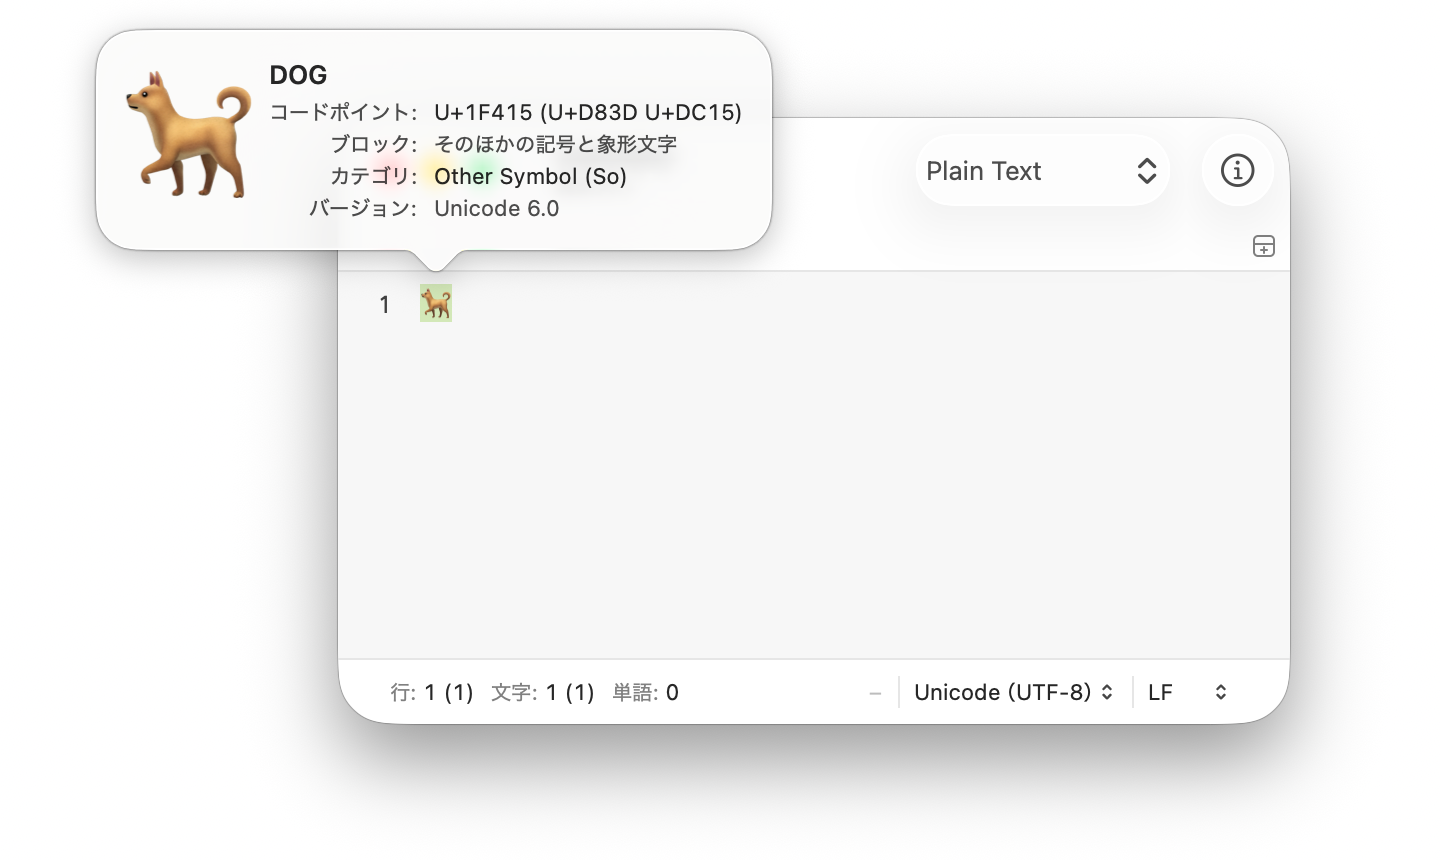 DOG
コードポイント: U+1F415 (U+D83D U+DC15)
ブロック: そのほかの記号と象形文字
カテゴリ: Other Symbol (So)
バージョン: Unicode 6.0
Plain Text
1 🐕
行: 1 (1) 文字: 1 (1) 単語: 0 – Unicode (UTF-8) LF